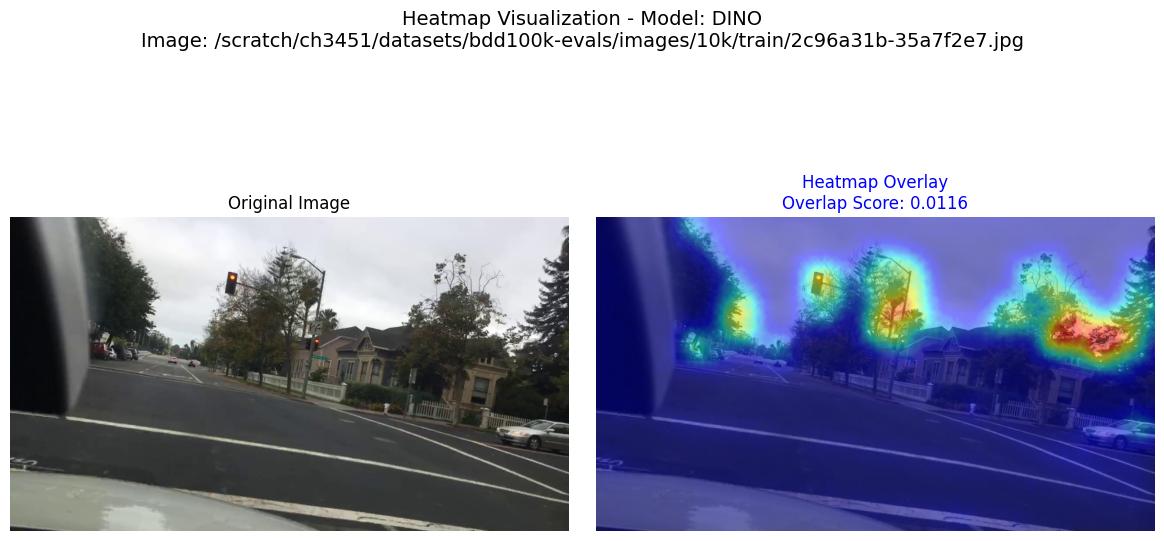 Heatmap Visualization - Model: DINO
Image: /scratch/ch3451/datasets/bdd100k-evals/images/10k/train/2c96a31b-35a7f2e7.jpg
Original Image
Heatmap Overlay
Overlap Score: 0.0116